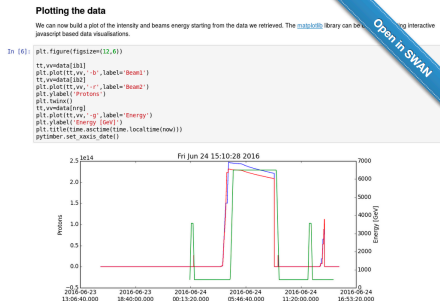 Plotting the data
Open in SWAN
We can now build a plot of the intensity and beams energy starting from the data we retrieved. The matplotlib library can be ing interactive
javascript based data visualisations.
In [6]: plt.figure(figsize=(12,6))
tt,vv=data[ib1]
plt.plot(tt,vv,'-b',label='Beam1')
tt,vv=data[ib2]
plt.plot(tt,vv,'-r',label='Beam2')
plt.ylabel('Protons')
plt.twinx()
tt,vv=data[nrg]
plt.plot(tt,vv,'-g',label='Energy')
plt.ylabel('Energy [GeV]')
plt.title(time.asctime(time.localtime(now)))
pytimber.set_xaxis_date()
2.5 1e14 Fri Jun 24 15:10:28 2016 7000
6000
2.0
5000
1.5
4000
1.0
Protons
Energy [GeV]
3000
0.5
2000
0.0
1000
−0.5 0
2016-06-23 2016-06-23 2016-06-24 2016-06-24 2016-06-24 2016-06-24
13:06:40.000 18:40:00.000 00:13:20.000 05:46:40.000 11:20:00.000 16:53:20.000